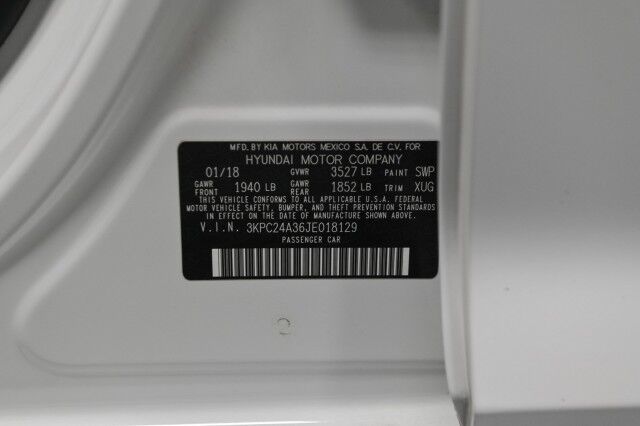 MFD. BY KIA MOTORS MEXICO S.A. DE C.V. FOR
HYUNDAI MOTOR COMPANY
01/18 GVWR 3527 LB PAINT SWP
GAWR FRONT 1940 LB GAWR REAR 1852 LB TRIM XUG
THIS VEHICLE CONFORMS TO ALL APPLICABLE U.S.A. FEDERAL
MOTOR VEHICLE SAFETY, BUMPER, AND THEFT PREVENTION
STANDARDS IN EFFECT ON THE DATE OF MANUFACTURE SHOWN ABOVE.
V.I.N. 3KPC24A36JE018129
PASSENGER CAR